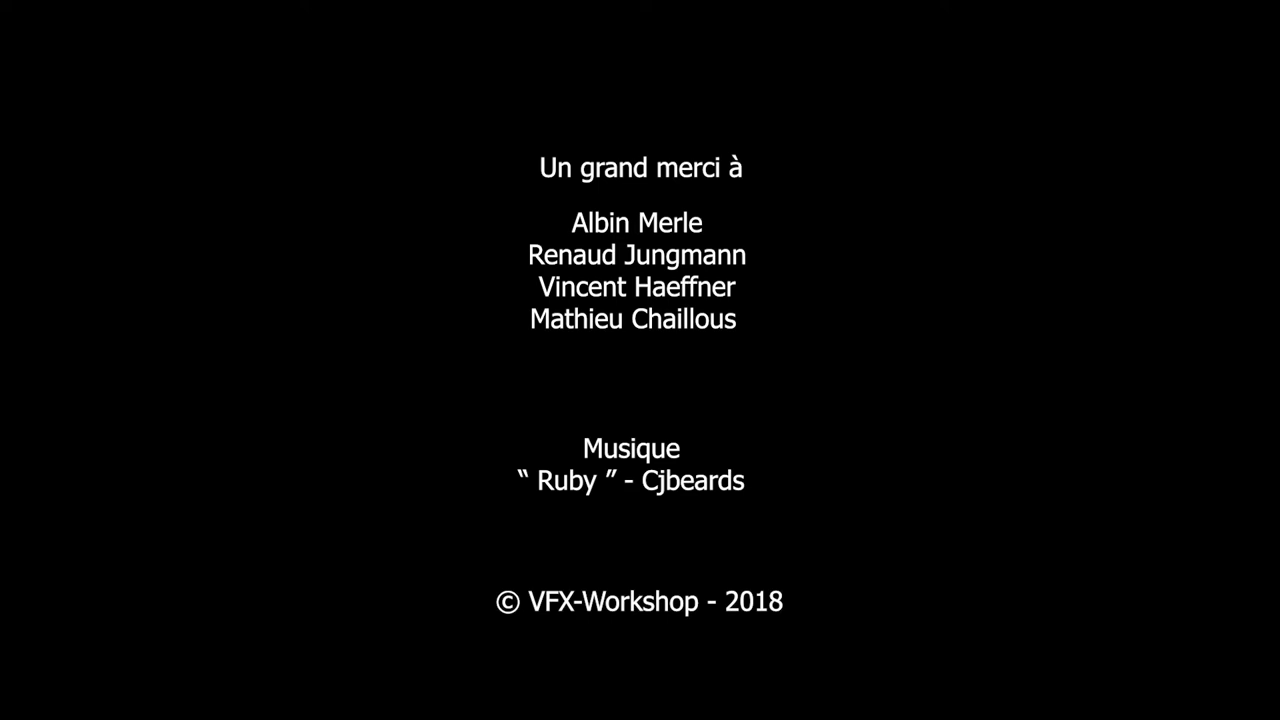 Un grand merci à
Albin Merle
Renaud Jungmann
Vincent Haeffner
Mathieu Chaillous
Musique
“ Ruby ” - Cjbeards
© VFX-Workshop - 2018